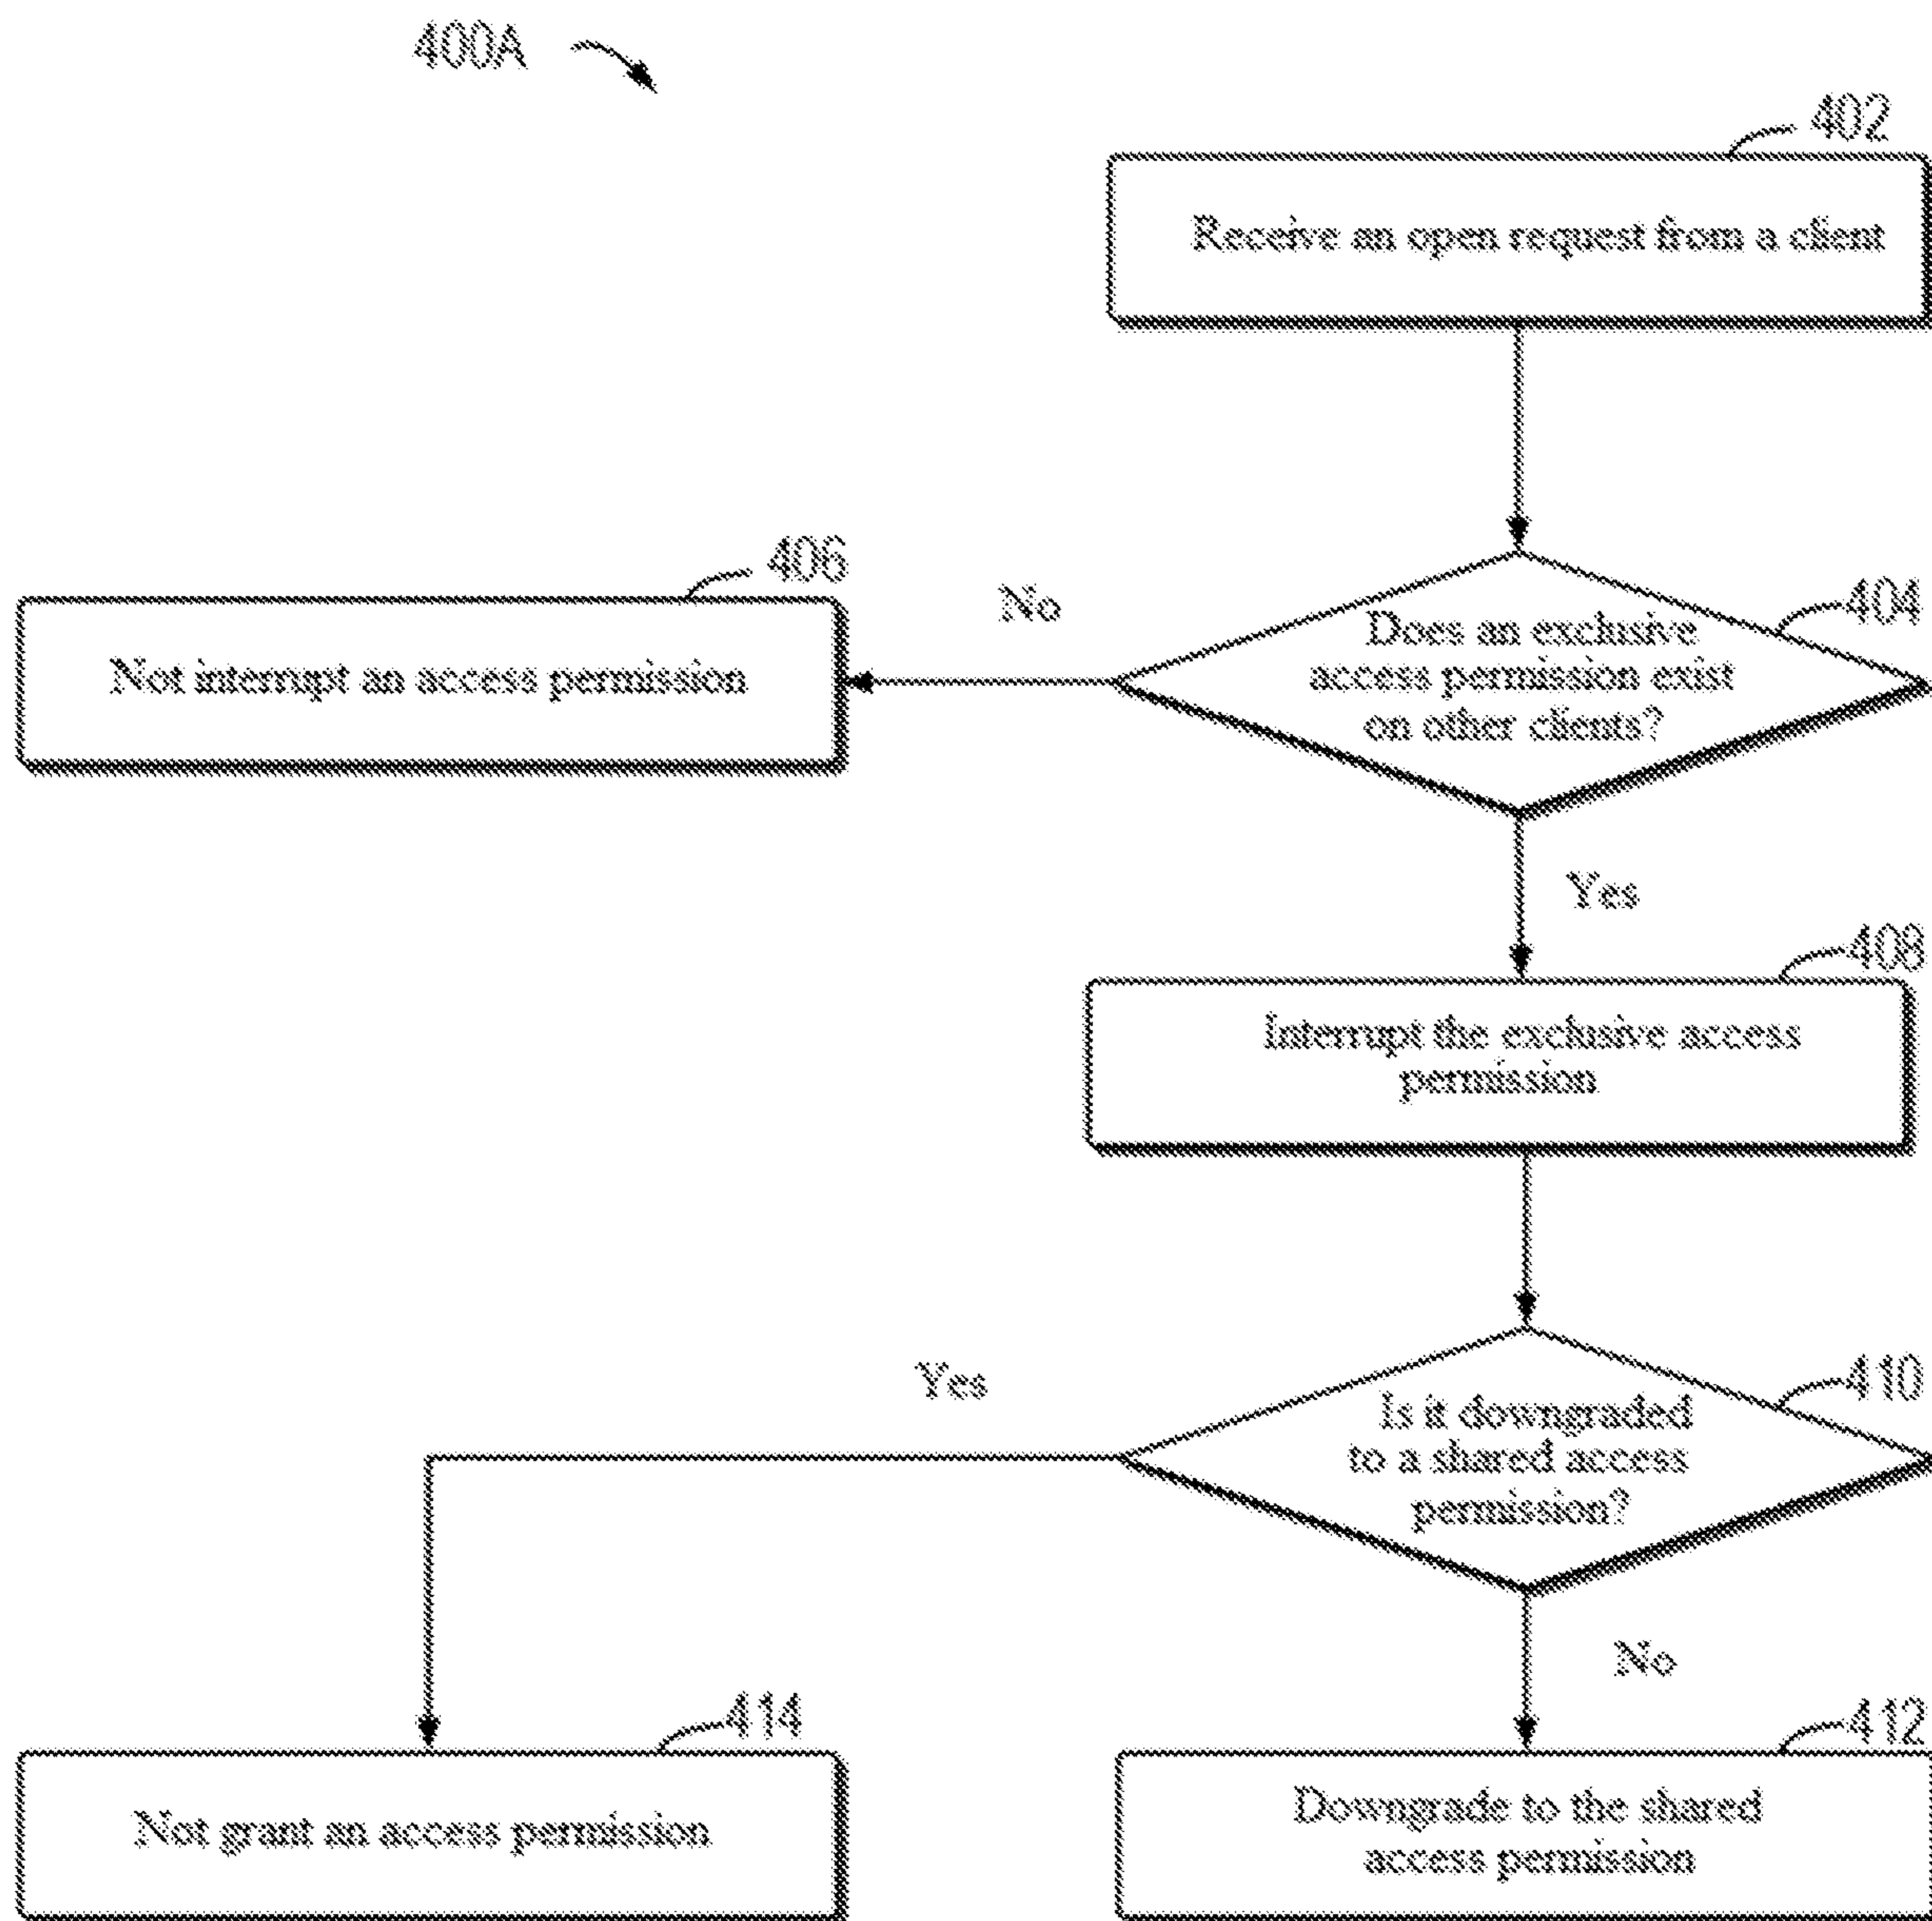 400A
402
Receive an open request from a client
406
Not interrupt an access permission
No
404
Does an exclusive
access permission exist
on other clients?
Yes
408
Interrupt the exclusive access
permission
Yes
410
Is it downgraded
to a shared access
permission?
No
414
Not grant an access permission
412
Downgrade to the shared
access permission